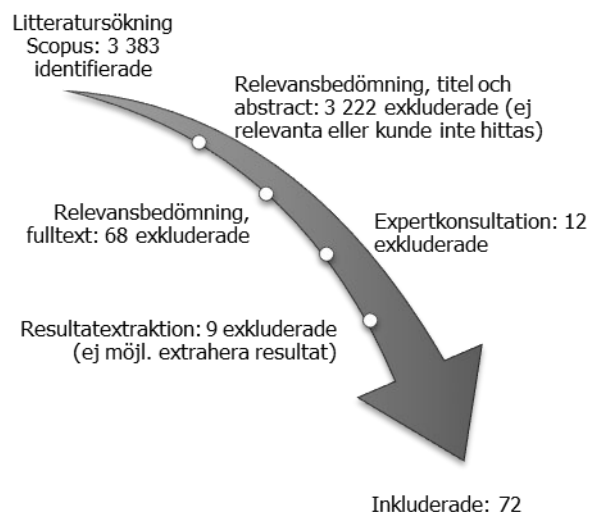 Litteratursökning
Scopus: 3 383
identifierade
Relevansbedömning, titel och
abstract: 3 222 exkluderade (ej
relevanta eller kunde inte hittas)
Relevansbedömning,
fulltext: 68 exkluderade
Expertkonsultation: 12
exkluderade
Resultatextraktion: 9 exkluderade
(ej möjl. extrahera resultat)
Inkluderade: 72